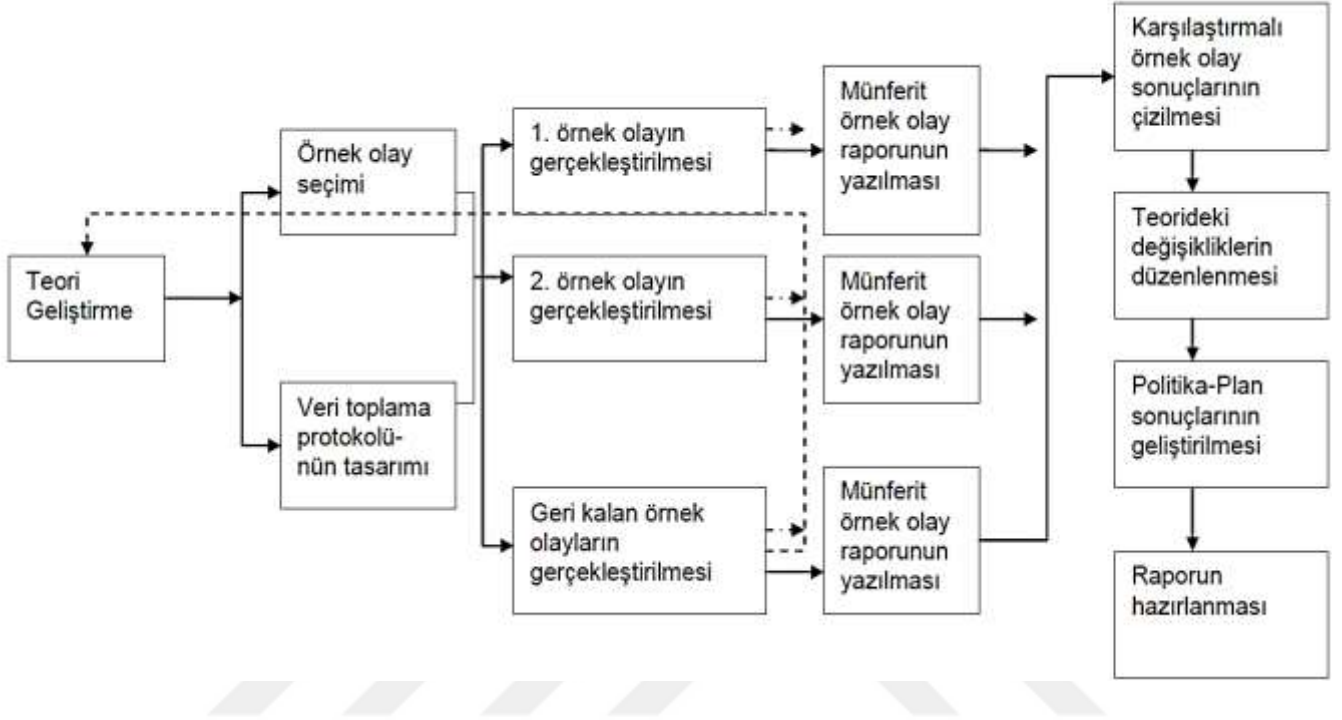 Teori
Geliştirme
Örnek olay
seçimi
Veri toplama
protokolü-
nün tasarımı
1. örnek olayın
gerçekleştirilmesi
2. örnek olayın
gerçekleştirilmesi
Geri kalan örnek
olayların
gerçekleştirilmesi
Münferit
örnek olay
raporunun
yazılması
Münferit
örnek olay
raporunun
yazılması
Münferit
örnek olay
raporunun
yazılması
Karşılaştırmalı
örnek olay
sonuçlarının
çizilmesi
Teorideki
değişikliklerin
düzenlenmesi
Politika-Plan
sonuçlarının
geliştirilmesi
Raporun
hazırlanması